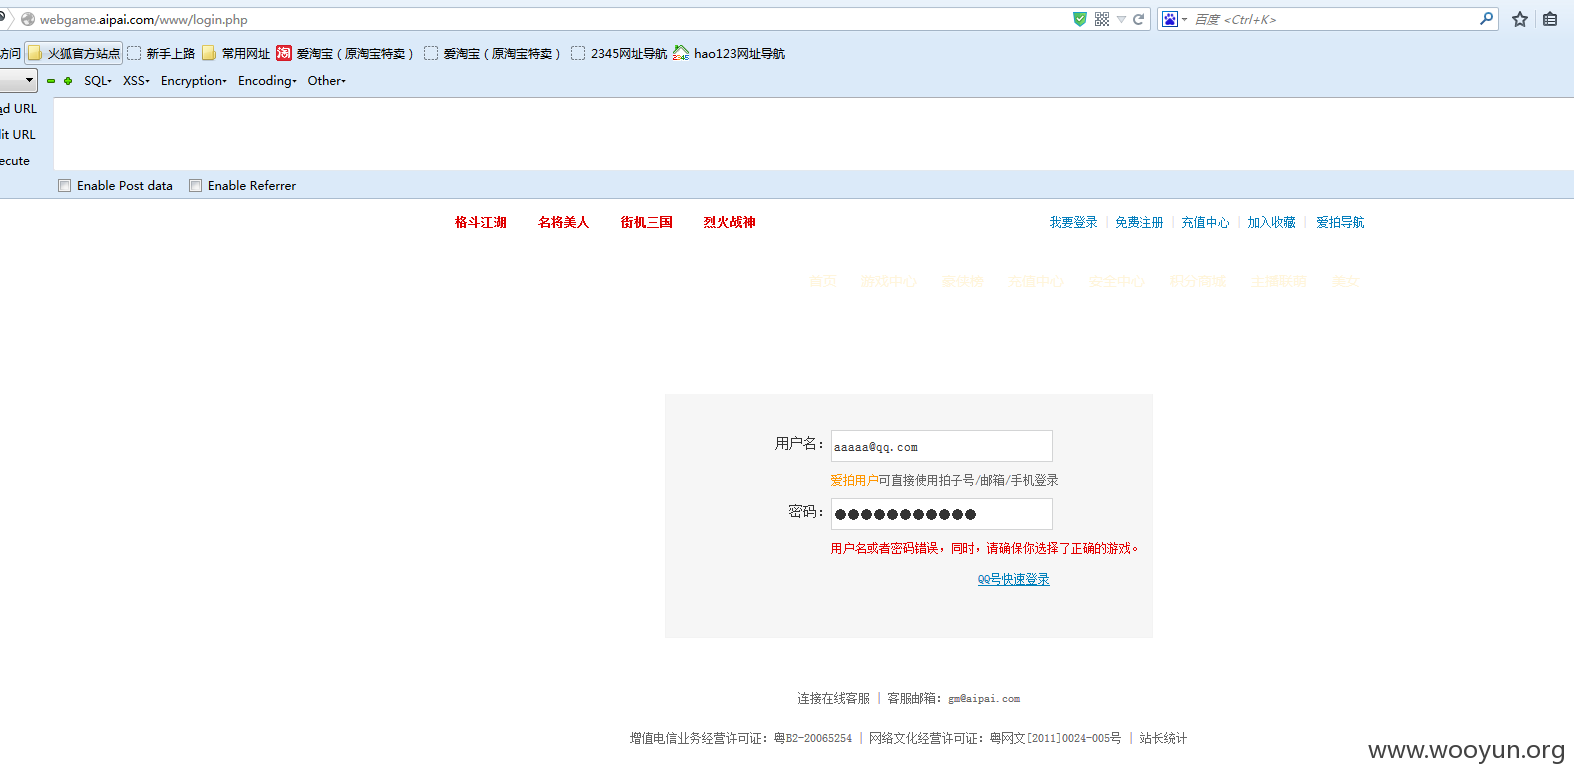 webgame.aipai.com/www/login.php
百度 <Ctrl+K>
访问 火狐官方站点 新手上路 常用网址 淘 爱淘宝（原淘宝特卖） 爱淘宝（原淘宝特卖） 2345网址导航 2345 hao123网址导航
SQL XSS Encryption Encoding Other
ad URL
lit URL
ecute
Enable Post data Enable Referrer
格斗江湖 名将美人 街机三国 烈火战神
我要登录 | 免费注册 | 充值中心 | 加入收藏 | 爱拍导航
首页 游戏中心 豪侠榜 充值中心 安全中心 积分商城 主播联盟 美女
用户名： aaaaa@qq.com
爱拍用户可直接使用拍子号/邮箱/手机登录
密码： ●●●●●●●●●●●
用户名或者密码错误，同时，请确保你选择了正确的游戏。
QQ号快速登录
连接在线客服 | 客服邮箱：gm@aipai.com
增值电信业务经营许可证：粤B2-20065254 | 网络文化经营许可证：粤网文[2011]0024-005号 | 站长统计
www.wooyun.org